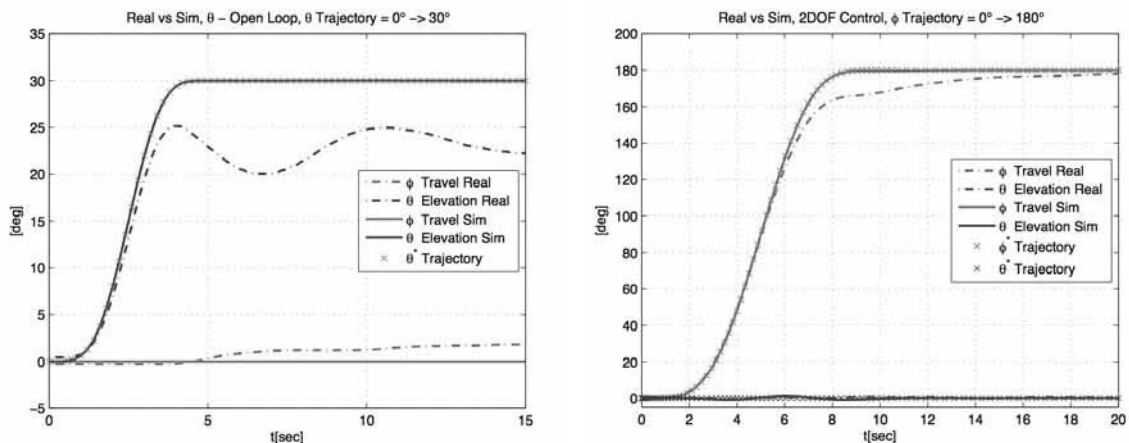 Real vs Sim, θ − Open Loop, θ Trajectory = 0° −> 30°
35
30
25
20
15
10
5
0
−5
[deg]
0
5
10
15
t[sec]
ϕ Travel Real
θ Elevation Real
ϕ Travel Sim
θ Elevation Sim
θ* Trajectory
Real vs Sim, 2DOF Control, ϕ Trajectory = 0° −> 180°
200
180
160
140
120
100
80
60
40
20
0
[deg]
0
2
4
6
8
10
12
14
16
18
20
t[sec]
ϕ Travel Real
θ Elevation Real
ϕ Travel Sim
θ Elevation Sim
ϕ* Trajectory
θ* Trajectory